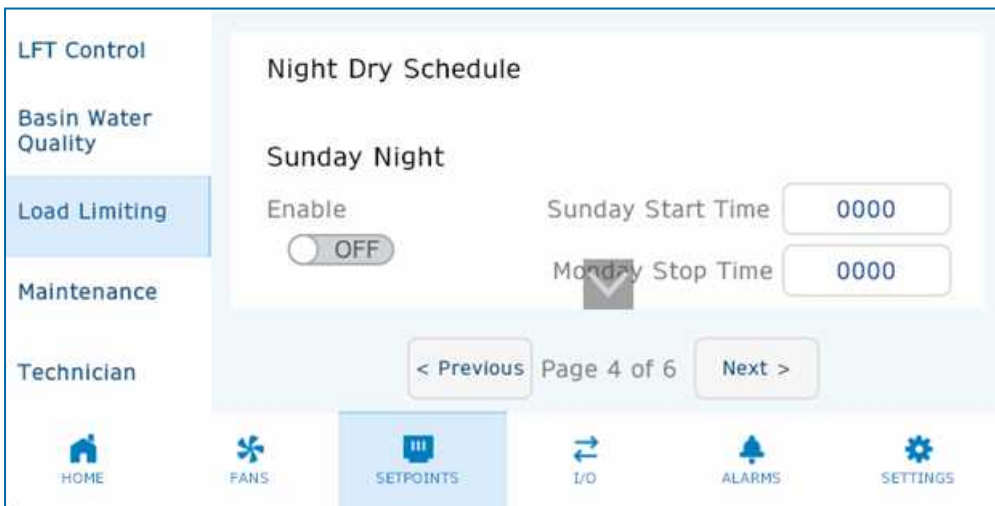 LFT Control
Basin Water
Quality
Load Limiting
Maintenance
Technician
Night Dry Schedule
Sunday Night
Enable
OFF
Sunday Start Time 0000
Monday Stop Time 0000
< Previous Page 4 of 6 Next >
HOME FANS SETPOINTS I/O ALARMS SETTINGS